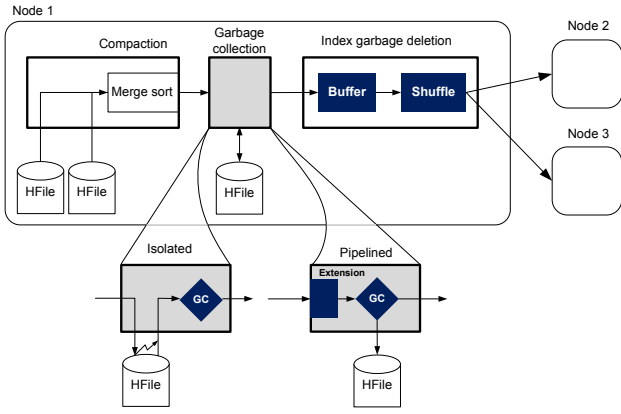 Node 1
Compaction
Garbage
collection
Index garbage deletion
Node 2
Merge sort
Buffer
Shuffle
Node 3
HFile
HFile
HFile
Isolated
Pipelined
Extension
GC
GC
HFile
HFile